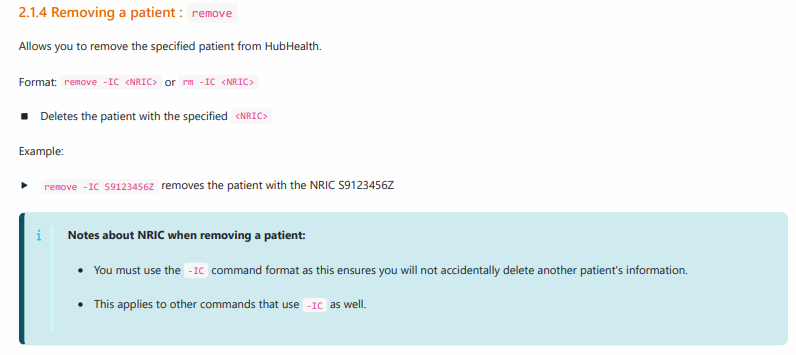 2.1.4 Removing a patient : remove
Allows you to remove the specified patient from HubHealth.
Format: remove -IC <NRIC> or rm -IC <NRIC>
Deletes the patient with the specified <NRIC>
Example:
remove -IC S9123456Z removes the patient with the NRIC S9123456Z
Notes about NRIC when removing a patient:
You must use the -IC command format as this ensures you will not accidentally delete another patient's information.
This applies to other commands that use -IC as well.